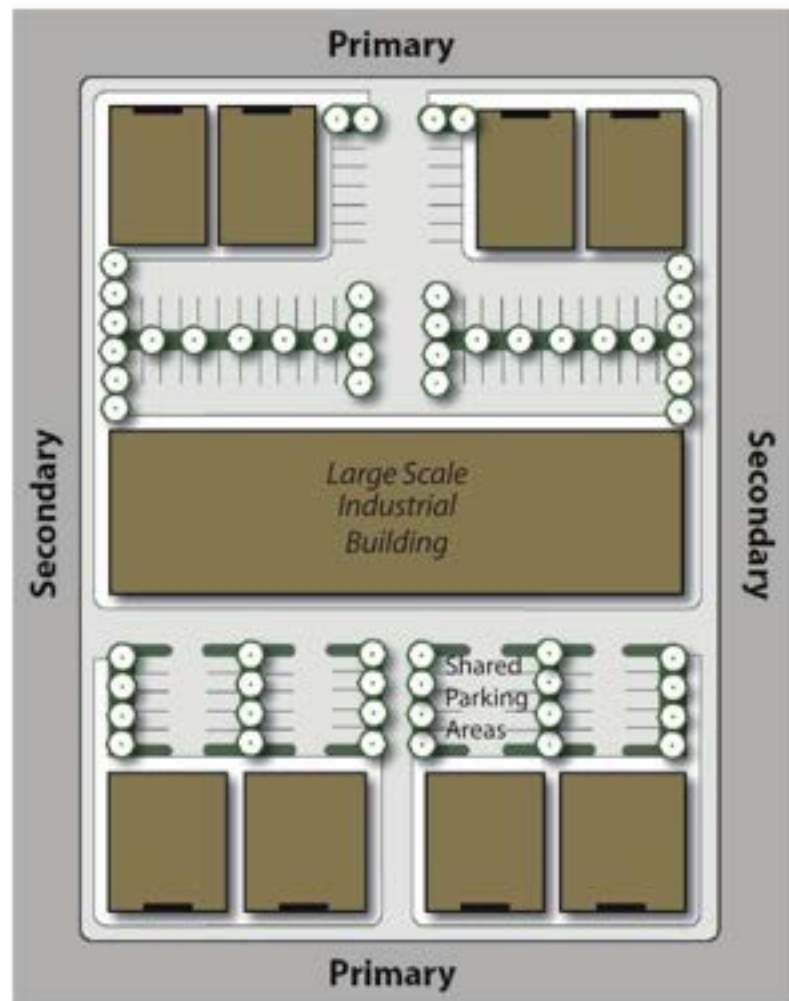 Primary
Secondary
Large Scale
Industrial
Building
Secondary
Shared
Parking
Areas
Primary